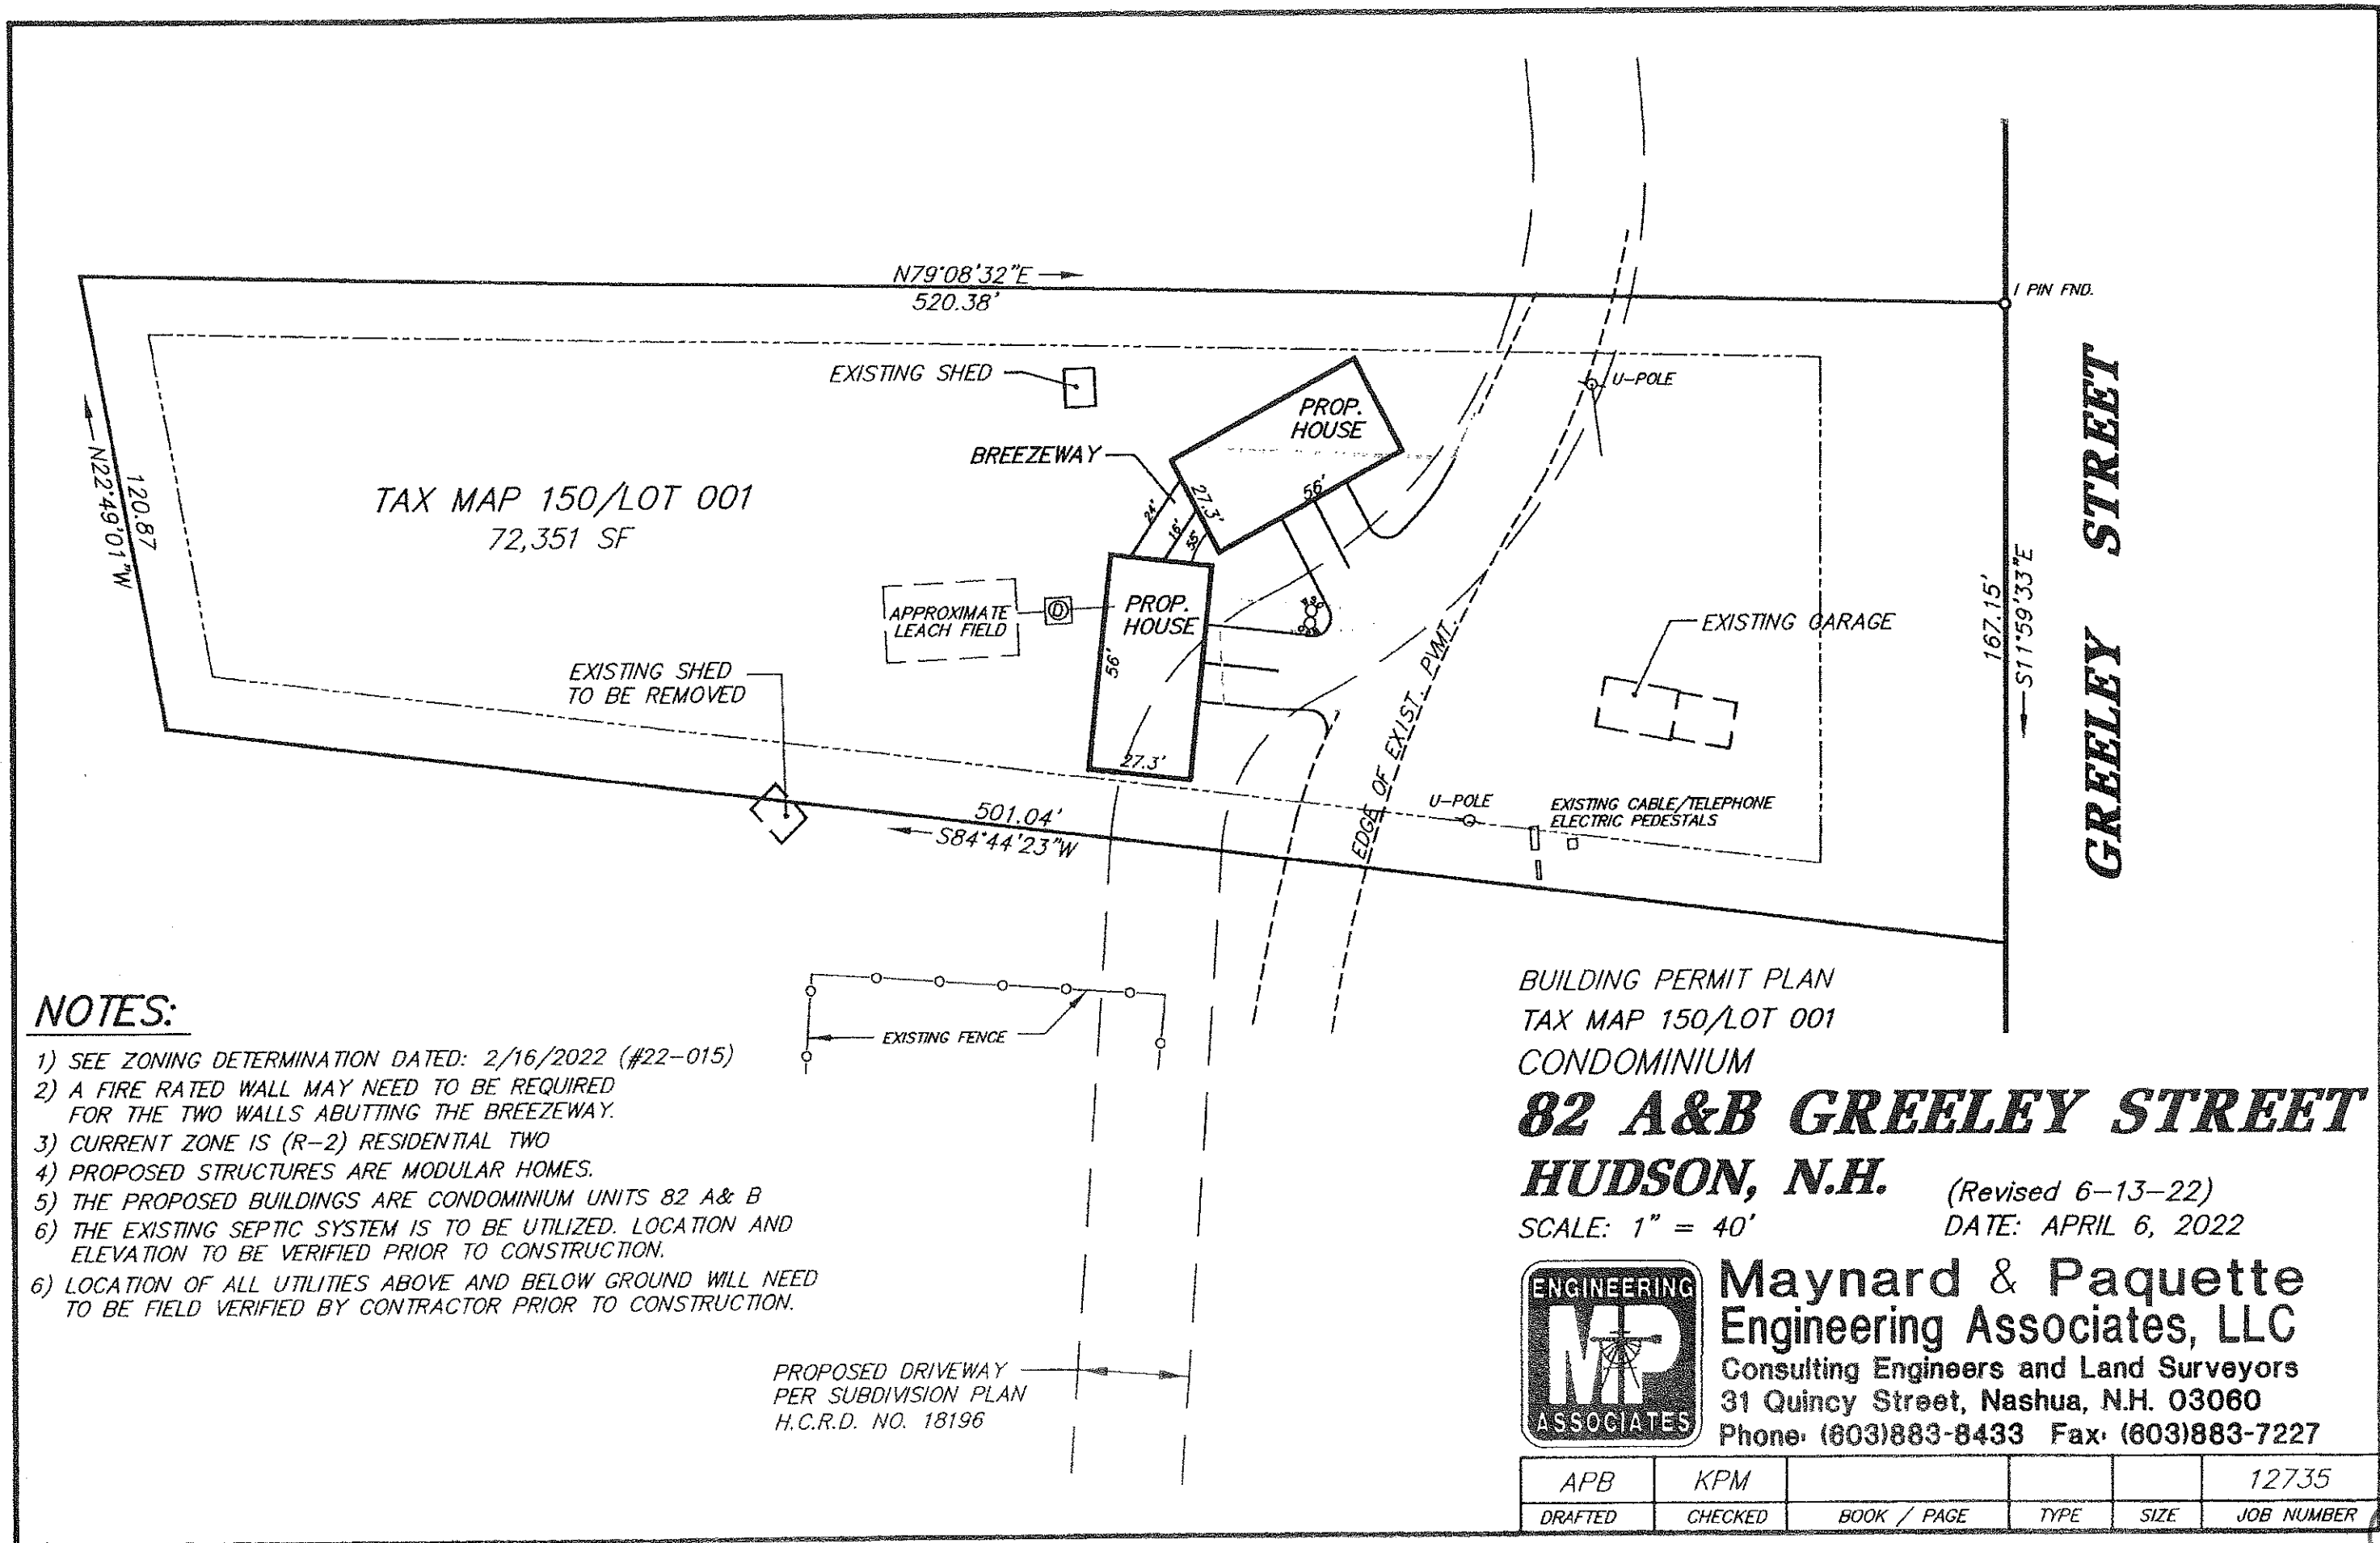 N79°08'32"E
520.38'
I PIN FND.
EXISTING SHED
U-POLE
PROP.
HOUSE
BREEZEWAY
56'
27.3'
24'
16'
TAX MAP 150/LOT 001
72,351 SF
120.87
N22°49'01"W
GREELEY STREET
167.15'
S11°59'33"E
APPROXIMATE
LEACH FIELD
D
PROP.
HOUSE
56'
27.3'
EXISTING GARAGE
EXISTING SHED
TO BE REMOVED
EDGE OF EXIST. PVMT.
U-POLE
EXISTING CABLE/TELEPHONE
ELECTRIC PEDESTALS
501.04'
S84°44'23"W
EXISTING FENCE
NOTES:
1) SEE ZONING DETERMINATION DATED: 2/16/2022 (#22-015)
2) A FIRE RATED WALL MAY NEED TO BE REQUIRED
FOR THE TWO WALLS ABUTTING THE BREEZEWAY.
3) CURRENT ZONE IS (R-2) RESIDENTIAL TWO
4) PROPOSED STRUCTURES ARE MODULAR HOMES.
5) THE PROPOSED BUILDINGS ARE CONDOMINIUM UNITS 82 A& B
6) THE EXISTING SEPTIC SYSTEM IS TO BE UTILIZED. LOCATION AND
ELEVATION TO BE VERIFIED PRIOR TO CONSTRUCTION.
6) LOCATION OF ALL UTILITIES ABOVE AND BELOW GROUND WILL NEED
TO BE FIELD VERIFIED BY CONTRACTOR PRIOR TO CONSTRUCTION.
PROPOSED DRIVEWAY
PER SUBDIVISION PLAN
H.C.R.D. NO. 18196
BUILDING PERMIT PLAN
TAX MAP 150/LOT 001
CONDOMINIUM
82 A&B GREELEY STREET
HUDSON, N.H.
(Revised 6-13-22)
SCALE: 1" = 40'
DATE: APRIL 6, 2022
ENGINEERING
MP
ASSOCIATES
Maynard & Paquette
Engineering Associates, LLC
Consulting Engineers and Land Surveyors
31 Quincy Street, Nashua, N.H. 03060
Phone: (603)883-8433 Fax: (603)883-7227
APB KPM 12735
DRAFTED CHECKED BOOK / PAGE TYPE SIZE JOB NUMBER